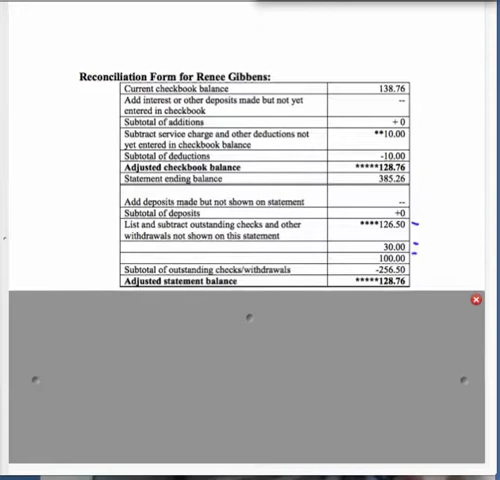 Reconciliation Form for Renee Gibbens:
Current checkbook balance 138.76
Add interest or other deposits made but not yet --
entered in checkbook
Subtotal of additions +0
Subtract service charge and other deductions not **10.00
yet entered in checkbook balance
Subtotal of deductions -10.00
Adjusted checkbook balance *****128.76
Statement ending balance 385.26
Add deposits made but not shown on statement --
Subtotal of deposits +0
List and subtract outstanding checks and other ****126.50
withdrawals not shown on this statement
30.00
100.00
Subtotal of outstanding checks/withdrawals -256.50
Adjusted statement balance *****128.76